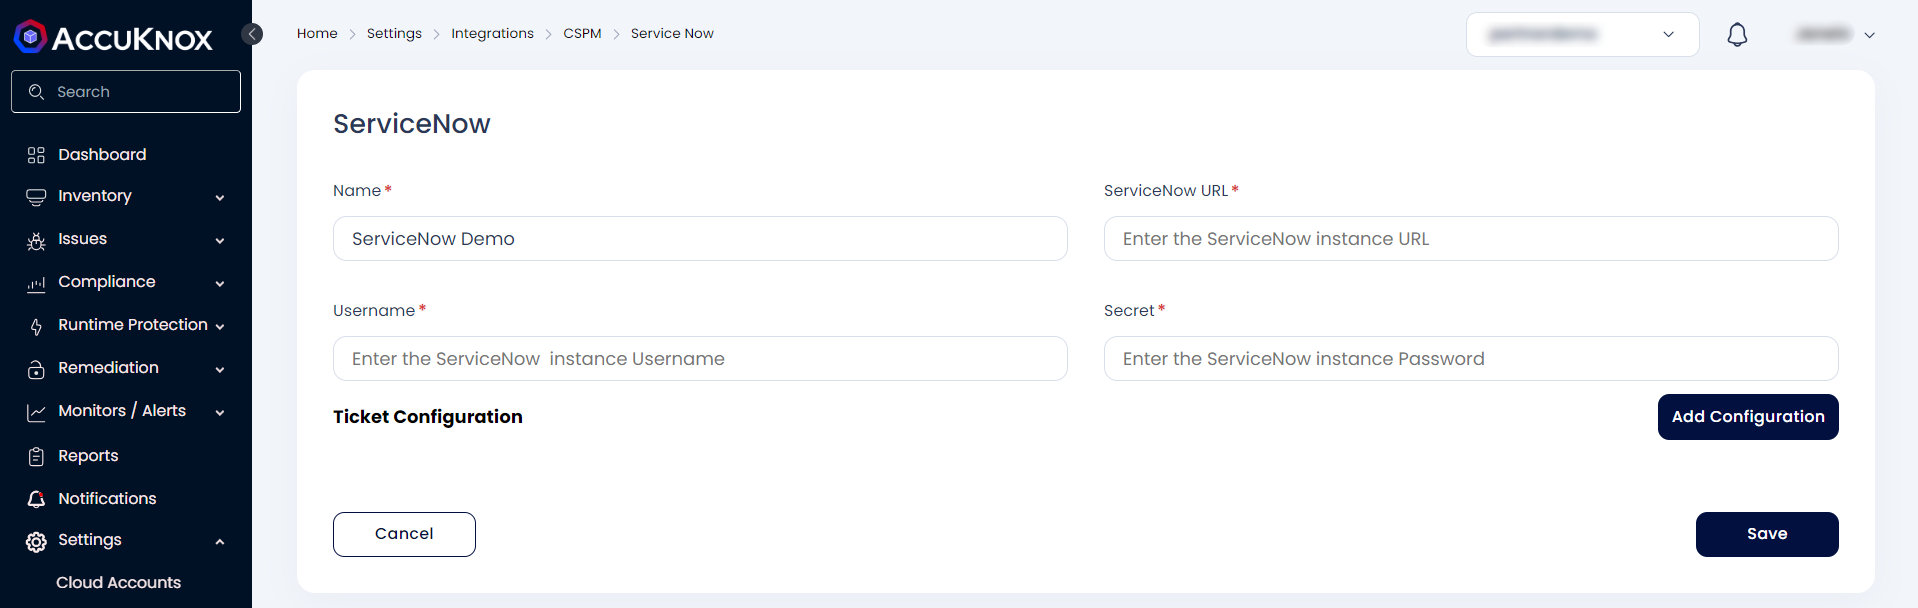 AccuKnox
Search
Dashboard
Inventory
Issues
Compliance
Runtime Protection
Remediation
Monitors / Alerts
Reports
Notifications
Settings
Cloud Accounts
Home > Settings > Integrations > CSPM > Service Now
ServiceNow
Name *
ServiceNow Demo
ServiceNow URL *
Enter the ServiceNow instance URL
Username *
Enter the ServiceNow  instance Username
Secret *
Enter the ServiceNow instance Password
Ticket Configuration
Add Configuration
Cancel
Save